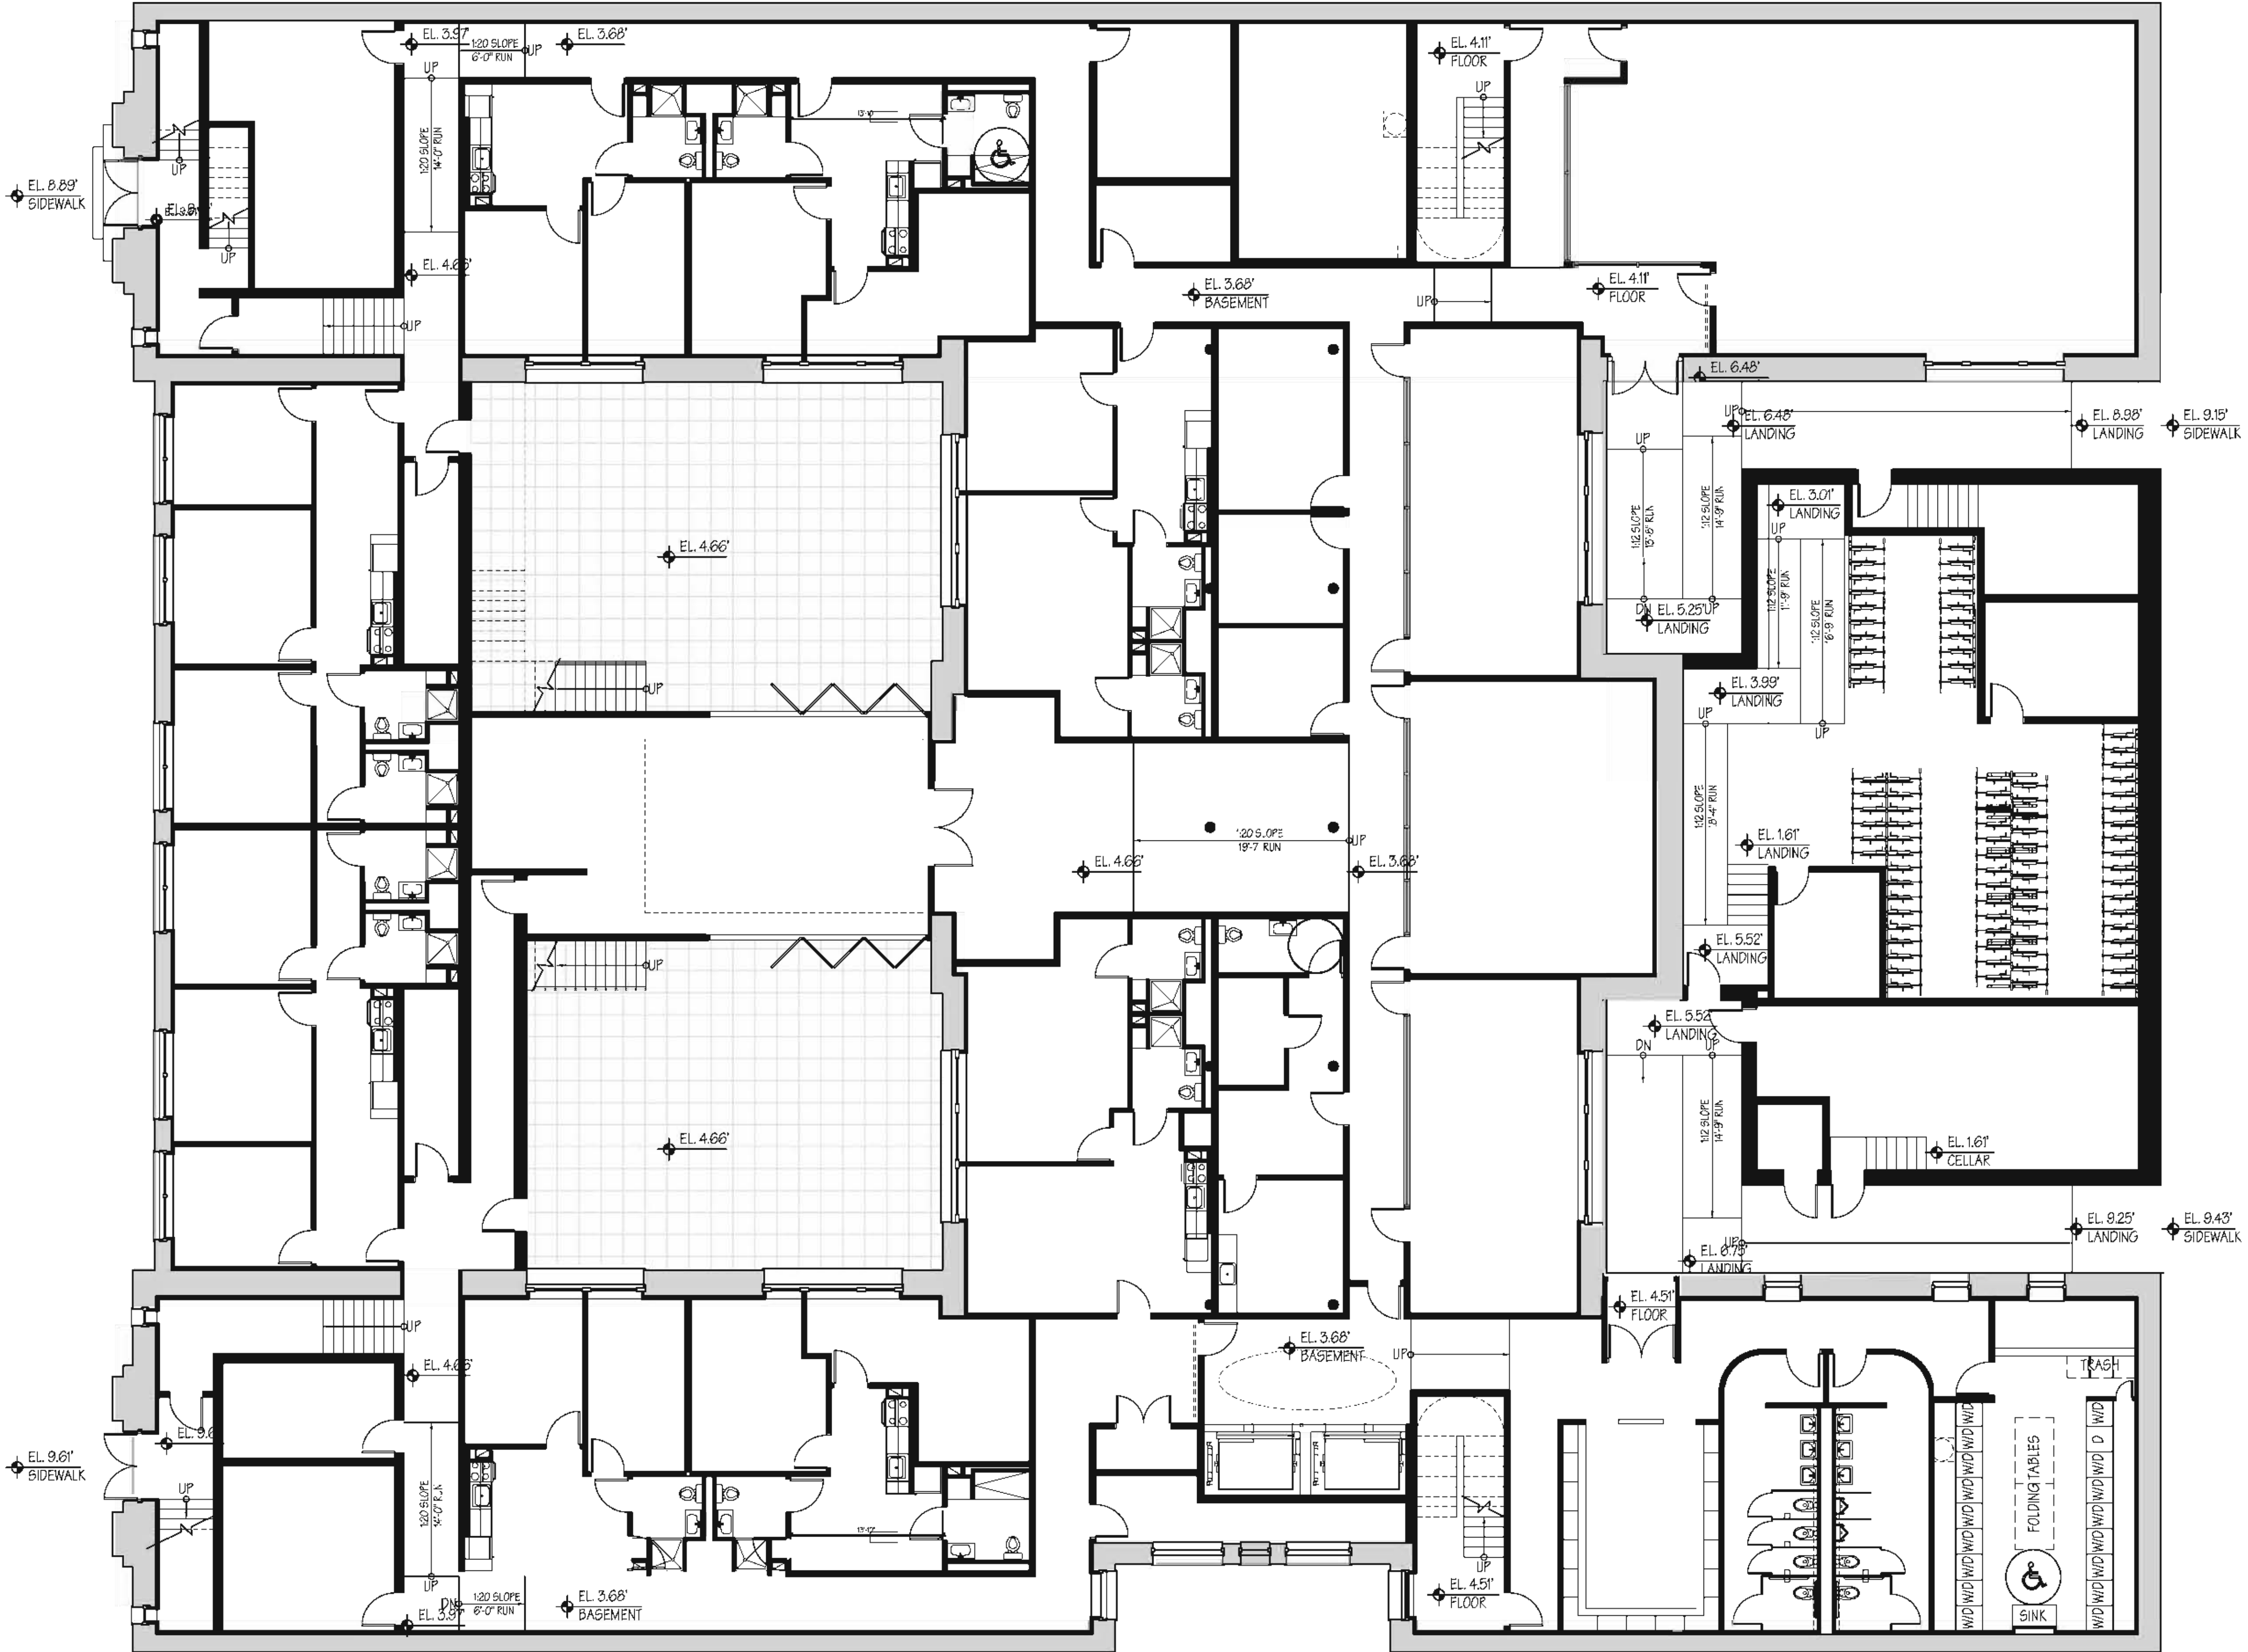 EL. 3.97'
1:20 SLOPE
6'-0" RUN
UP
EL. 3.68'
EL. 4.11'
FLOOR
UP
UP
1:20 SLOPE
14'-0" RUN
13'-10"
UP
EL. 8.89'
SIDEWALK
UP
EL. 4.66'
EL. 3.68'
BASEMENT
UP
EL. 4.11'
FLOOR
UP
EL. 6.48'
UP
EL. 6.48'
LANDING
EL. 8.98'
LANDING
EL. 9.15'
SIDEWALK
UP
1:12 SLOPE
13'-8" RUN
1:12 SLOPE
14'-9" RUN
EL. 3.01'
LANDING
UP
EL. 4.66'
1:12 SLOPE
11'-9" RUN
1:12 SLOPE
16'-9 RUN
DN
EL. 5.25'
UP
LANDING
UP
EL. 3.99'
LANDING
UP
UP
1:12 SLOPE
18'-4" RUN
1:20 SLOPE
19'-7 RUN
UP
EL. 1.61'
LANDING
EL. 4.66'
EL. 3.68'
EL. 5.52'
LANDING
UP
EL. 5.52'
LANDING
DN
UP
1:12 SLOPE
14'-9" RUN
EL. 4.66'
EL. 1.61'
CELLAR
EL. 9.25'
LANDING
EL. 9.43'
SIDEWALK
UP
EL. 6.75'
LANDING
EL. 4.51'
FLOOR
UP
EL. 3.68'
BASEMENT
UP
EL. 4.66'
TRASH
EL. 9.61'
SIDEWALK
UP
1:20 SLOPE
14'-0" RUN
W/D W/D W/D W/D W/D W/D
FOLDING TABLES
W/D D W/D W/D W/D W/D
UP
UP
DN
1:20 SLOPE
6'-0" RUN
EL. 3.97'
EL. 3.68'
BASEMENT
EL. 4.51'
FLOOR
SINK